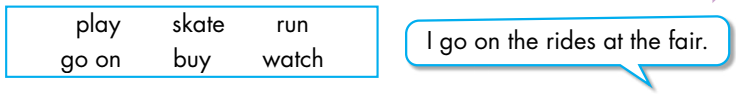 play skate run
go on buy watch
I go on the rides at the fair.